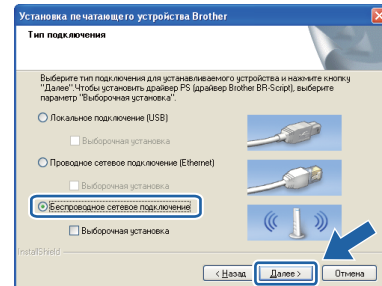 Установка печатающего устройства Brother
Тип подключения
Выберите тип подключения для устанавливаемого устройства и нажмите кнопку
"Далее".Чтобы установить драйвер PS (драйвер Brother BR-Script), выберите
параметр "Выборочная установка".
Локальное подключение (USB)
Выборочная установка
Проводное сетевое подключение (Ethernet)
Выборочная установка
Беспроводное сетевое подключение
Выборочная установка
InstallShield
< Назад
Далее >
Отмена